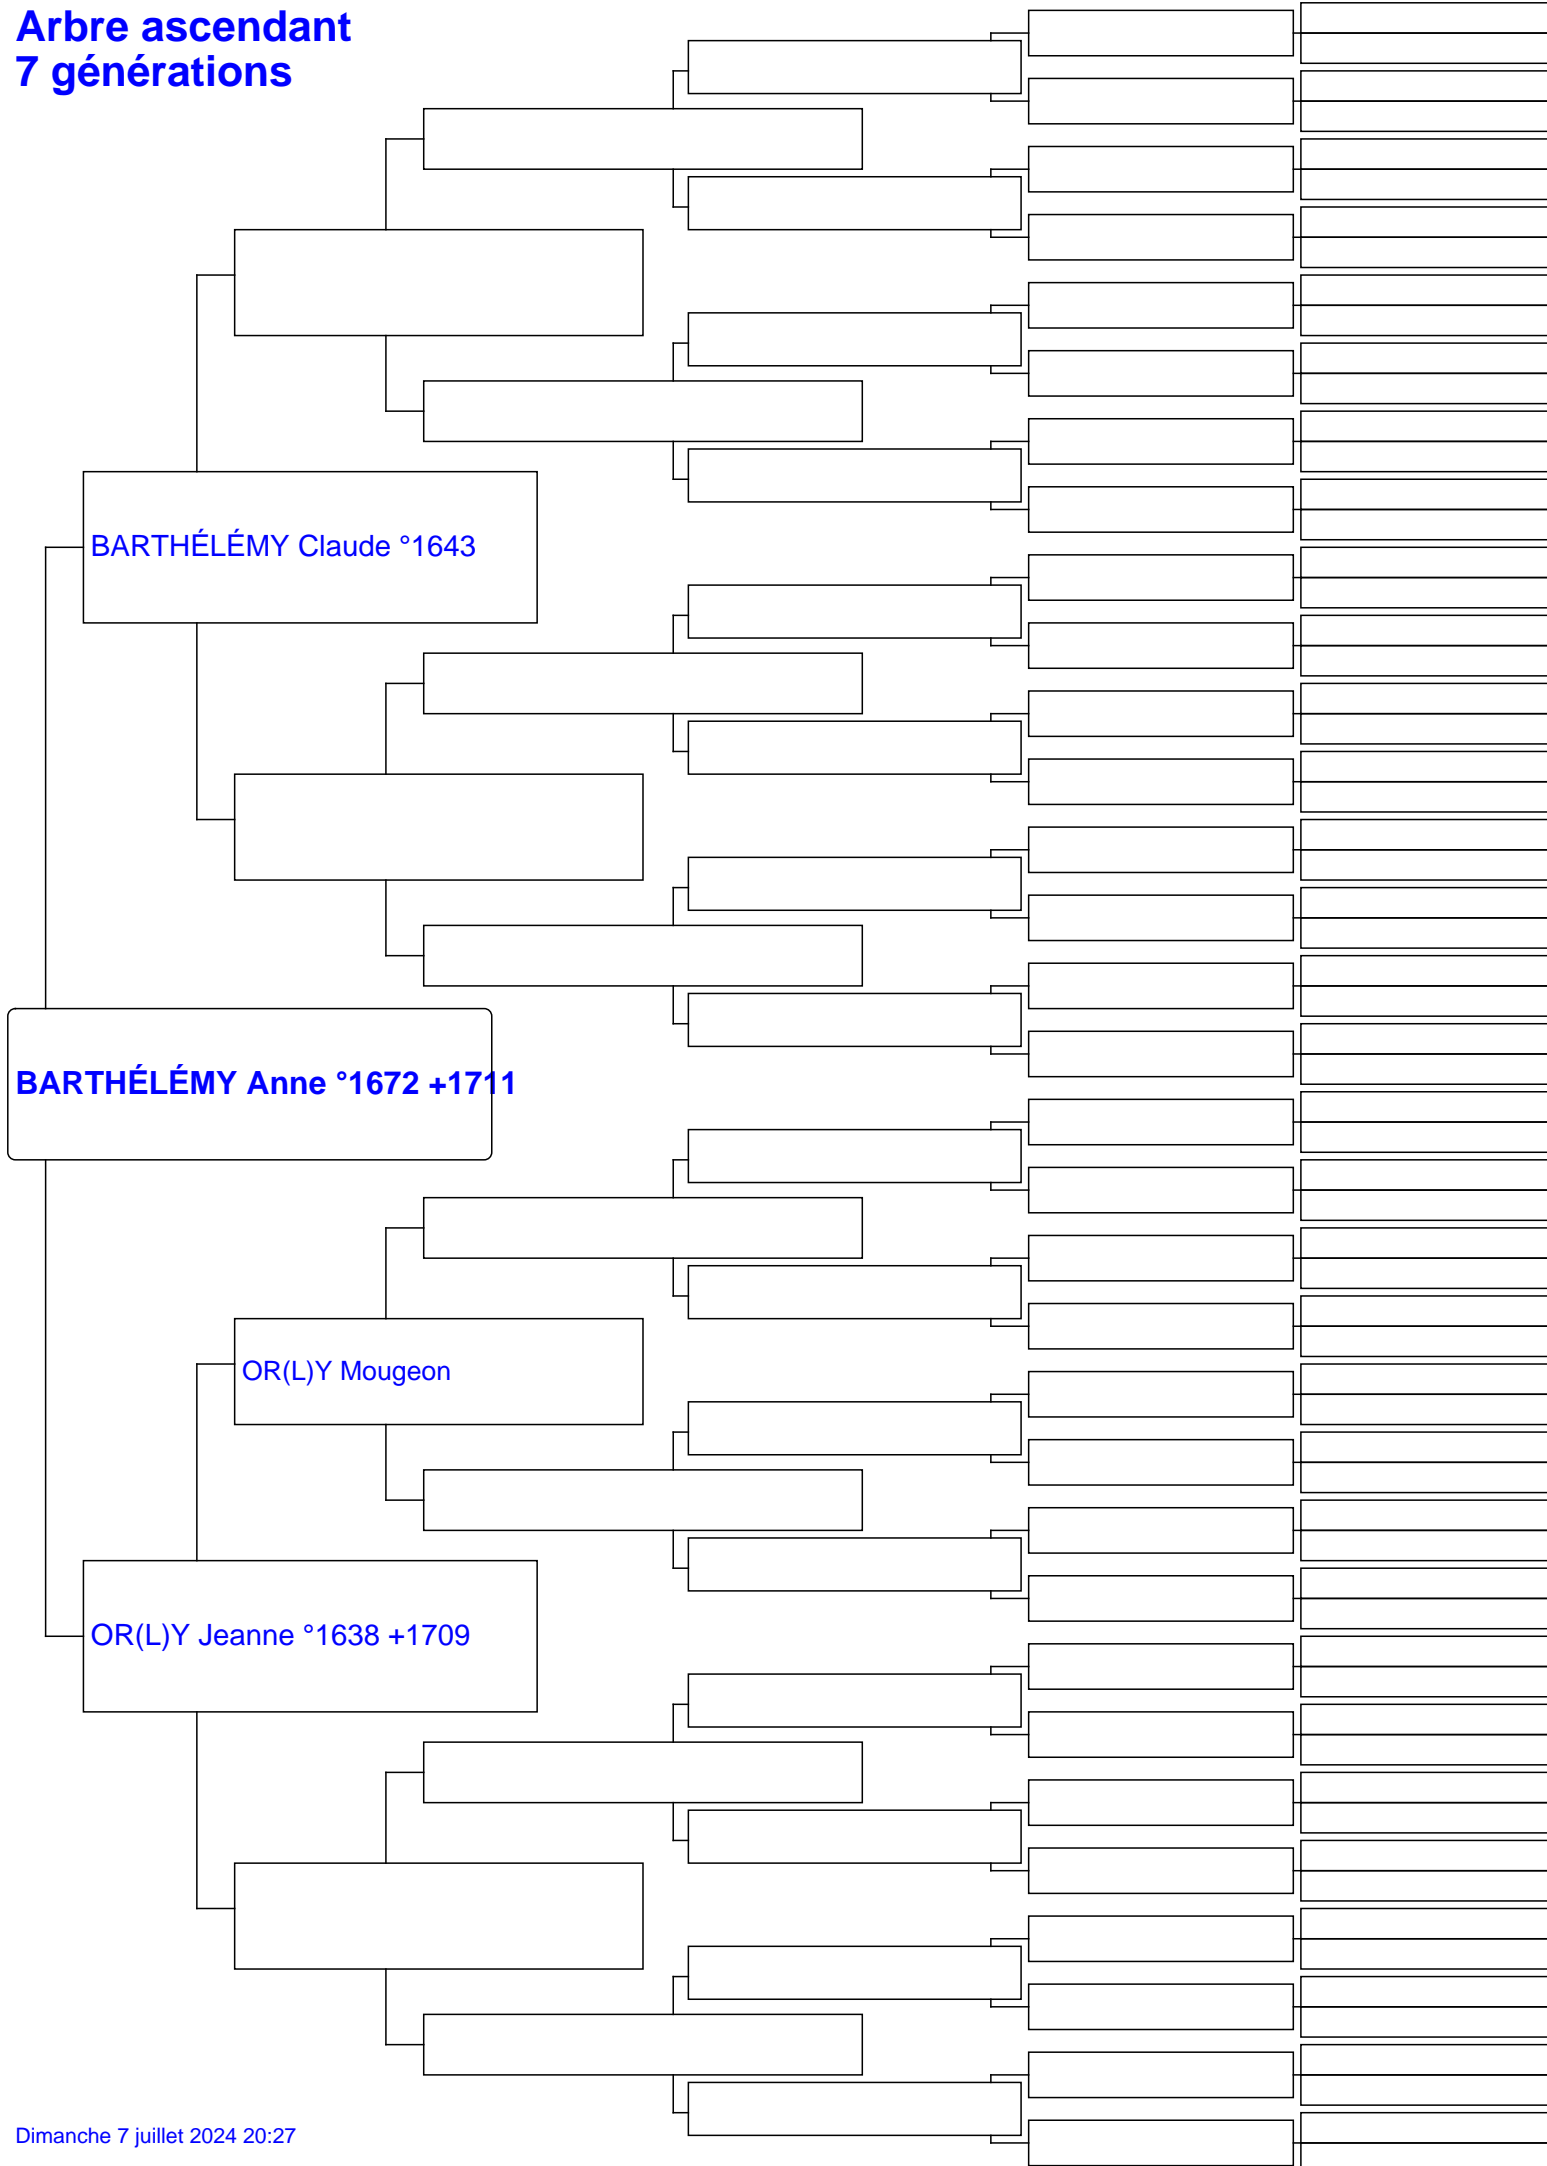 Arbre ascendant
7 générations
BARTHÉLÉMY Claude °1643
BARTHÉLÉMY Anne °1672 +1711
OR(L)Y Mougeon
OR(L)Y Jeanne °1638 +1709
Dimanche 7 juillet 2024 20:27